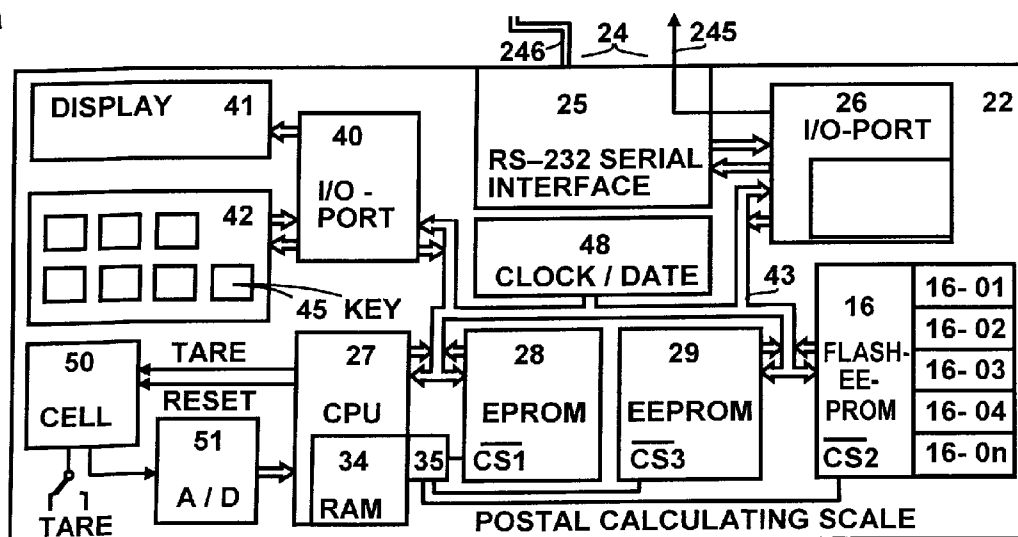 246
24
245
DISPLAY 41
40
I/O -
PORT
25
RS-232 SERIAL
INTERFACE
26
I/O-PORT
22
42
45 KEY
48
CLOCK / DATE
43
16
FLASH-
EE-
PROM
CS2
16- 01
16- 02
16- 03
16- 04
16- 0n
50
CELL
TARE
RESET
27
CPU
28
EPROM
CS1
29
EEPROM
CS3
51
A / D
34
RAM
35
TARE
POSTAL CALCULATING SCALE